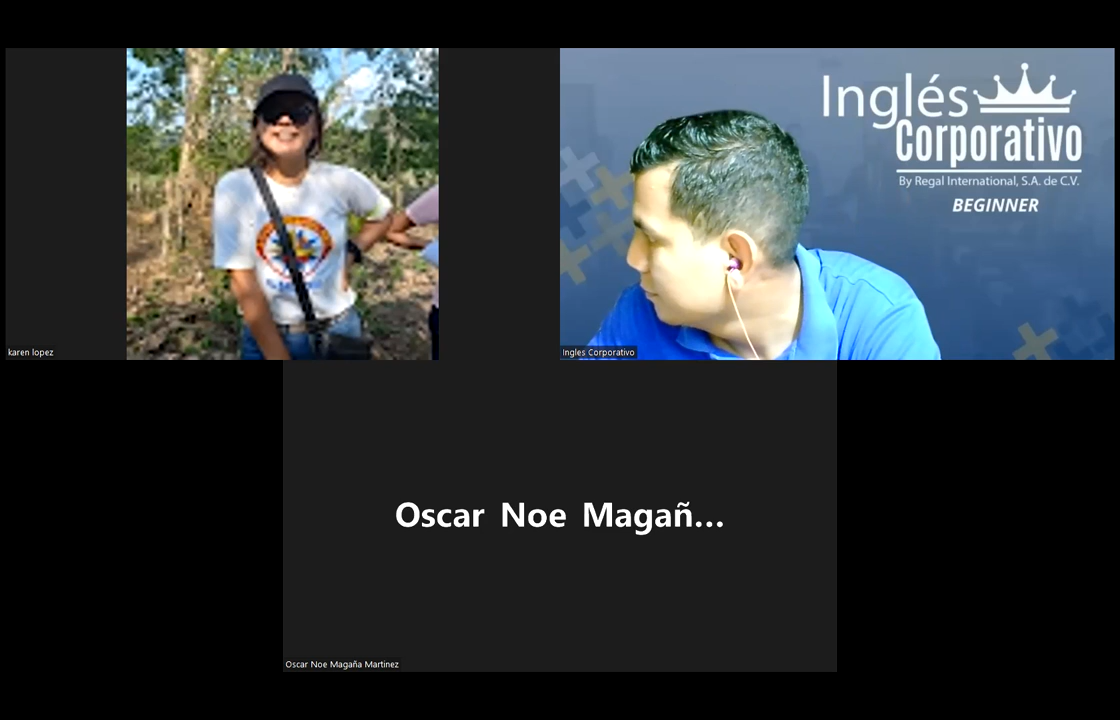 Inglés
Corporativo
By Regal International, S.A. de C.V.
BEGINNER
karen lopez
Ingles Corporativo
Oscar Noe Magañ...
Oscar Noe Magaña Martinez